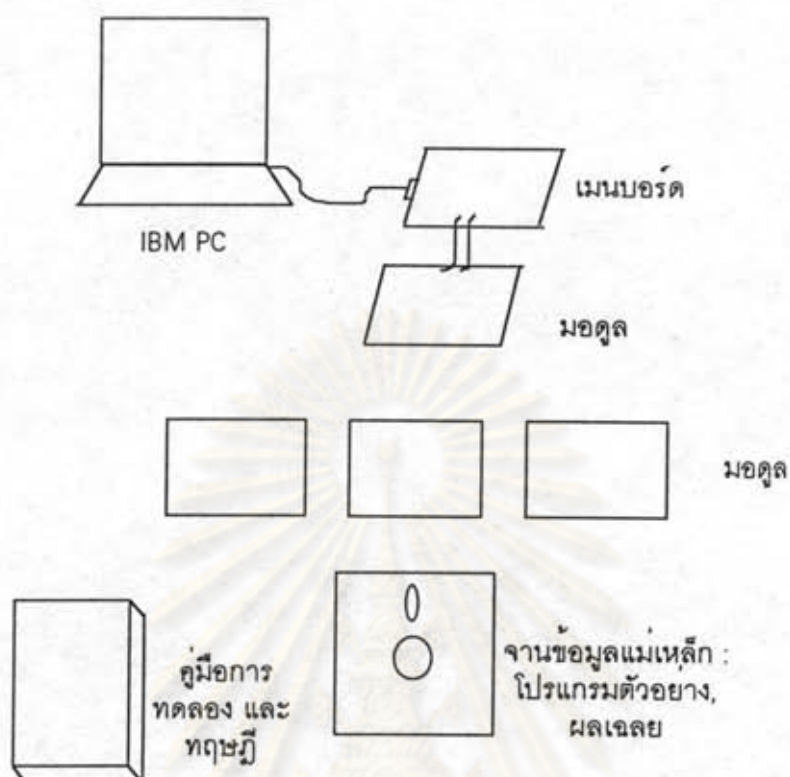 IBM PC
เมนบอร์ด
มอดูล
มอดูล
คู่มือการ
ทดลอง และ
ทฤษฎี
จานข้อมูลแม่เหล็ก :
โปรแกรมตัวอย่าง,
ผลเฉลย